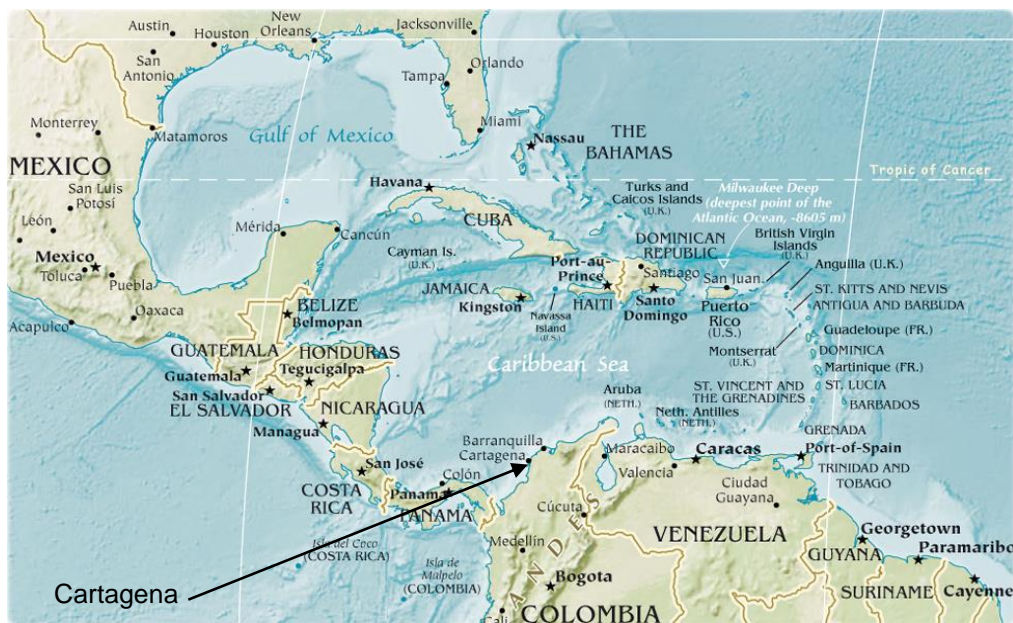 Austin
Houston
New
Orleans
Jacksonville
San
Antonio
Orlando
Tampa
Monterrey
Matamoros
Gulf of Mexico
Miami
Nassau
THE
BAHAMAS
MEXICO
Tropic of Cancer
San Luis
Potosí
Havana
Turks and
Caicos Islands
(U.K.)
Milwaukee Deep
(deepest point of the
Atlantic Ocean, -8605 m)
León
Mérida
Cancún
CUBA
British Virgin
Islands
(U.K.)
Mexico
Toluca
Puebla
Cayman Is.
(U.K.)
DOMINICAN
REPUBLIC
Port-au-
Prince
Santiago
San Juan
Anguilla (U.K.)
JAMAICA
Kingston
HAITI
Santo
Domingo
Puerto
Rico
(U.S.)
ST. KITTS AND NEVIS
ANTIGUA AND BARBUDA
Acapulco
Oaxaca
BELIZE
Belmopan
Navassa
Island
(U.S.)
Guadeloupe (FR.)
Montserrat
(U.K.)
DOMINICA
Martinique (FR.)
GUATEMALA
Guatemala
HONDURAS
Tegucigalpa
Caribbean Sea
ST. LUCIA
San Salvador
EL SALVADOR
Aruba
(NETH.)
ST. VINCENT AND
THE GRENADINES
BARBADOS
NICARAGUA
Managua
Neth. Antilles
(NETH.)
GRENADA
Barranquilla
Cartagena
Maracaibo
Caracas
Port-of-Spain
San José
Colón
Valencia
TRINIDAD AND
TOBAGO
COSTA
RICA
Panama
PANAMA
Ciudad
Guayana
Cúcuta
VENEZUELA
Georgetown
Isla del Coco
(COSTA RICA)
Medellín
ANDES
GUYANA
Paramaribo
Isla de
Malpelo
(COLOMBIA)
Bogota
SURINAME
Cayenne
Cartagena
COLOMBIA
Cali